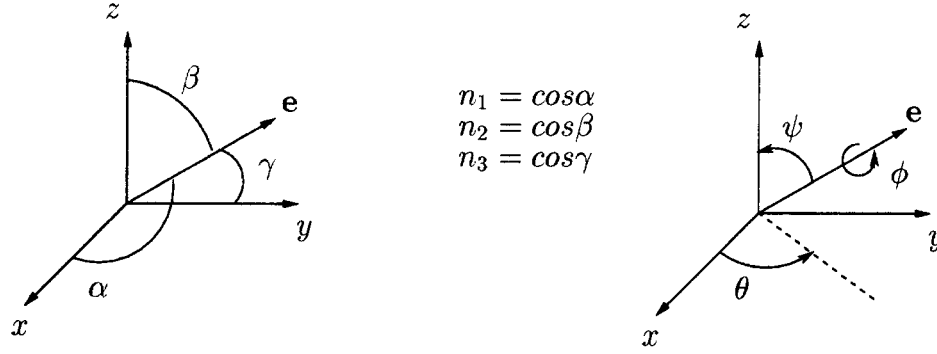 z
β
e
γ
y
α
x
n₁ = cosα
n₂ = cosβ
n₃ = cosγ
z
ψ
e
ϕ
y
θ
x